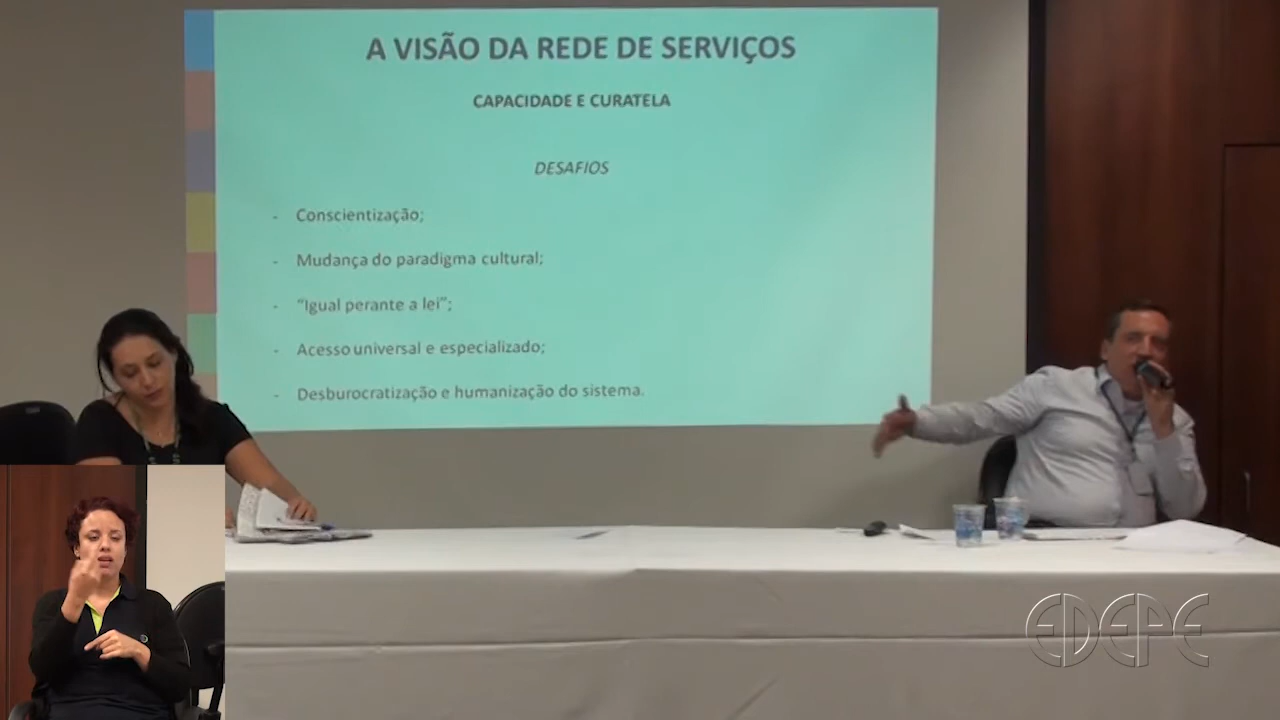 A VISÃO DA REDE DE SERVIÇOS
CAPACIDADE E CURATELA
DESAFIOS
- Conscientização;
- Mudança do paradigma cultural;
- “Igual perante a lei”;
- Acesso universal e especializado;
- Desburocratização e humanização do sistema.
EDEPE